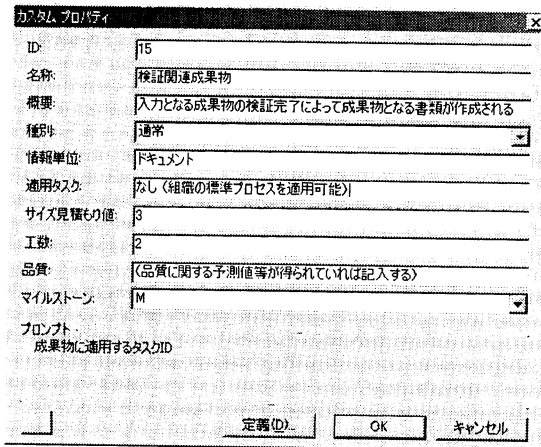 カスタム プロパティ
ID: 15
名称: 検証関連成果物
概要: 入力となる成果物の検証完了によって成果物となる書類が作成される
種別: 通常
情報単位: ドキュメント
適用タスク: なし（組織の標準プロセスを適用可能）
サイズ見積もり値: 3
工数: 2
品質: （品質に関する予測値等が得られていれば記入する）
マイルストーン: M
プロンプト
成果物に適用するタスクID
定義(D)... OK キャンセル